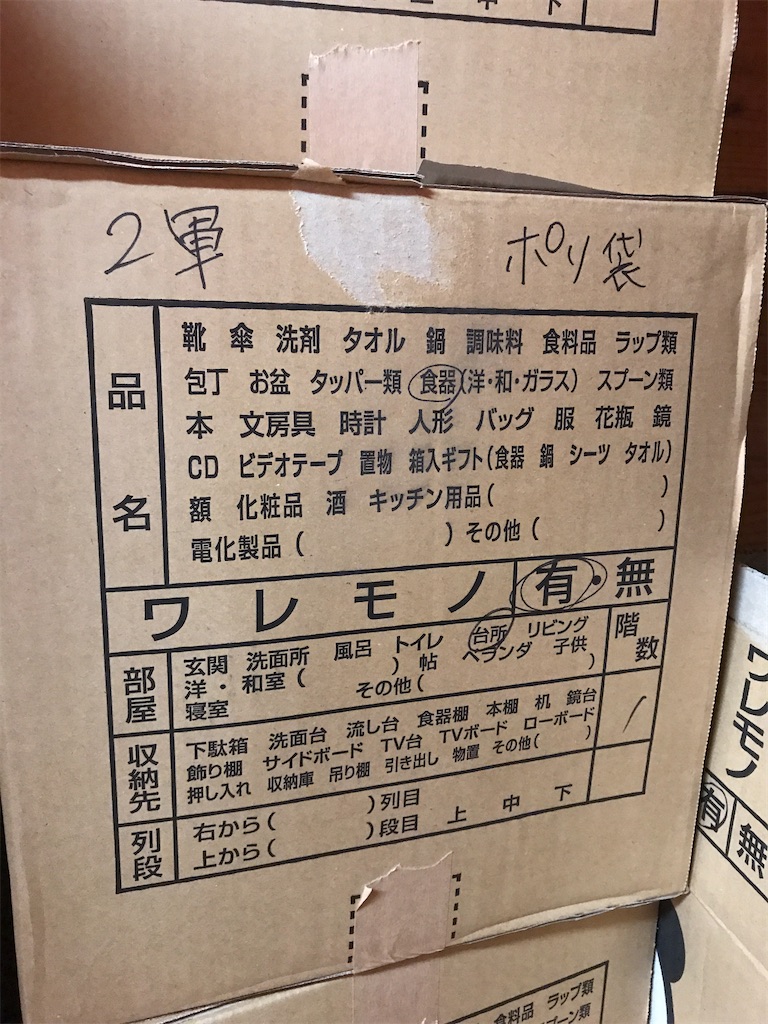 上 中 下
2軍 ポリ袋
品名
靴 傘 洗剤 タオル 鍋 調味料 食料品 ラップ類
包丁 お盆 タッパー類 食器(洋・和・ガラス) スプーン類
本 文房具 時計 人形 バッグ 服 花瓶 鏡
CD ビデオテープ 置物 箱入ギフト(食器 鍋 シーツ タオル)
額 化粧品 酒 キッチン用品( )
電化製品( )その他( )
ワレモノ 有・無
部屋
玄関 洗面所 風呂 トイレ 台所 リビング
洋・和室( )帖 ベランダ 子供
寝室 その他( )
階数
1
収納先
下駄箱 洗面台 流し台 食器棚 本棚 机 鏡台
飾り棚 サイドボード TV台 TVボード ローボード
押し入れ 収納庫 吊り棚 引き出し 物置 その他( )
列段
右から( )列目
上から( )段目 上 中 下
ワレモノ
有 無
食料品 ラップ類
スプーン類